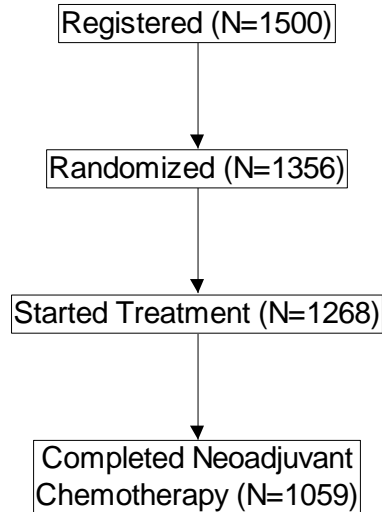 Registered (N=1500)
Randomized (N=1356)
Started Treatment (N=1268)
Completed Neoadjuvant
Chemotherapy (N=1059)